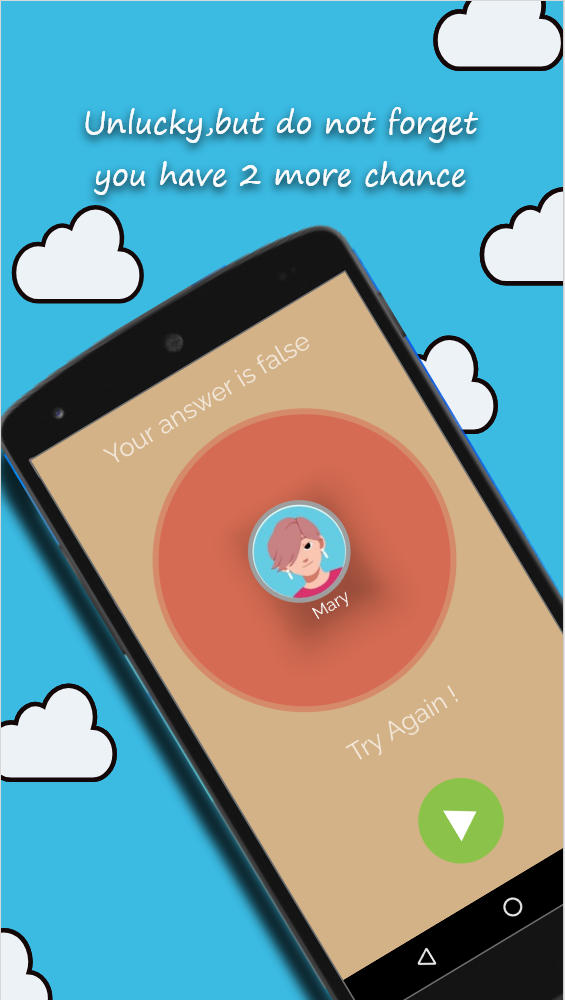 Unlucky,but do not forget
you have 2 more chance
Your answer is false
Mary
Try Again !